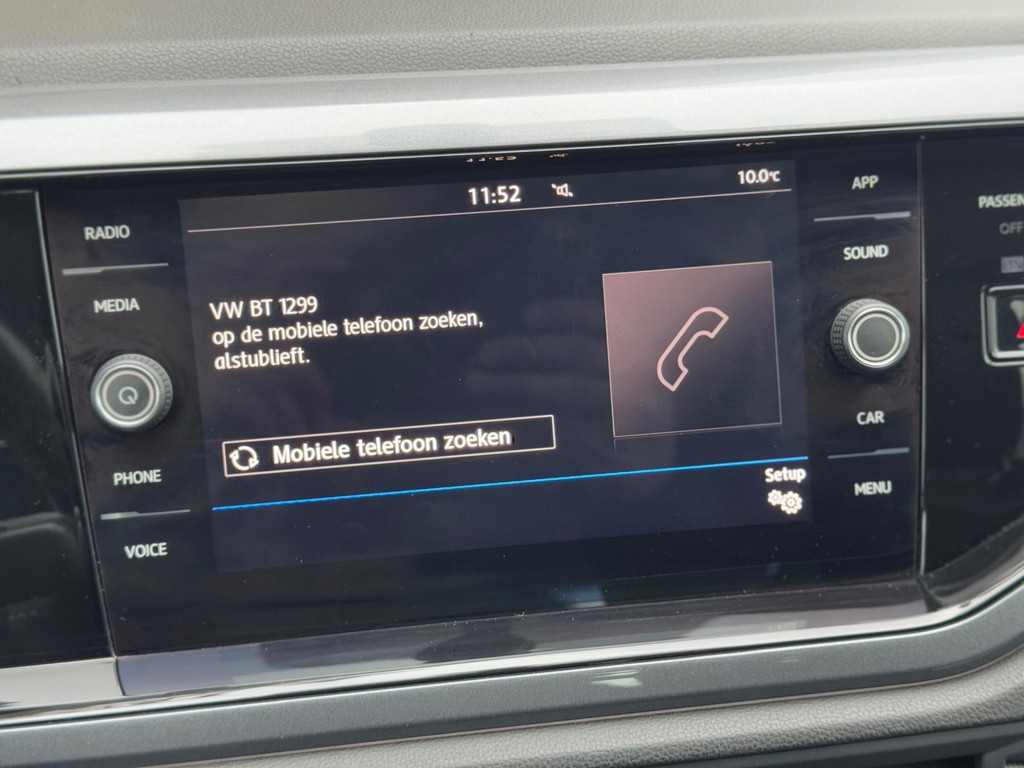 11:52
10.0°C
APP
RADIO
SOUND
MEDIA
VW BT 1299
op de mobiele telefoon zoeken,
alstublieft.
Mobiele telefoon zoeken
CAR
PHONE
Setup
MENU
VOICE
OFF